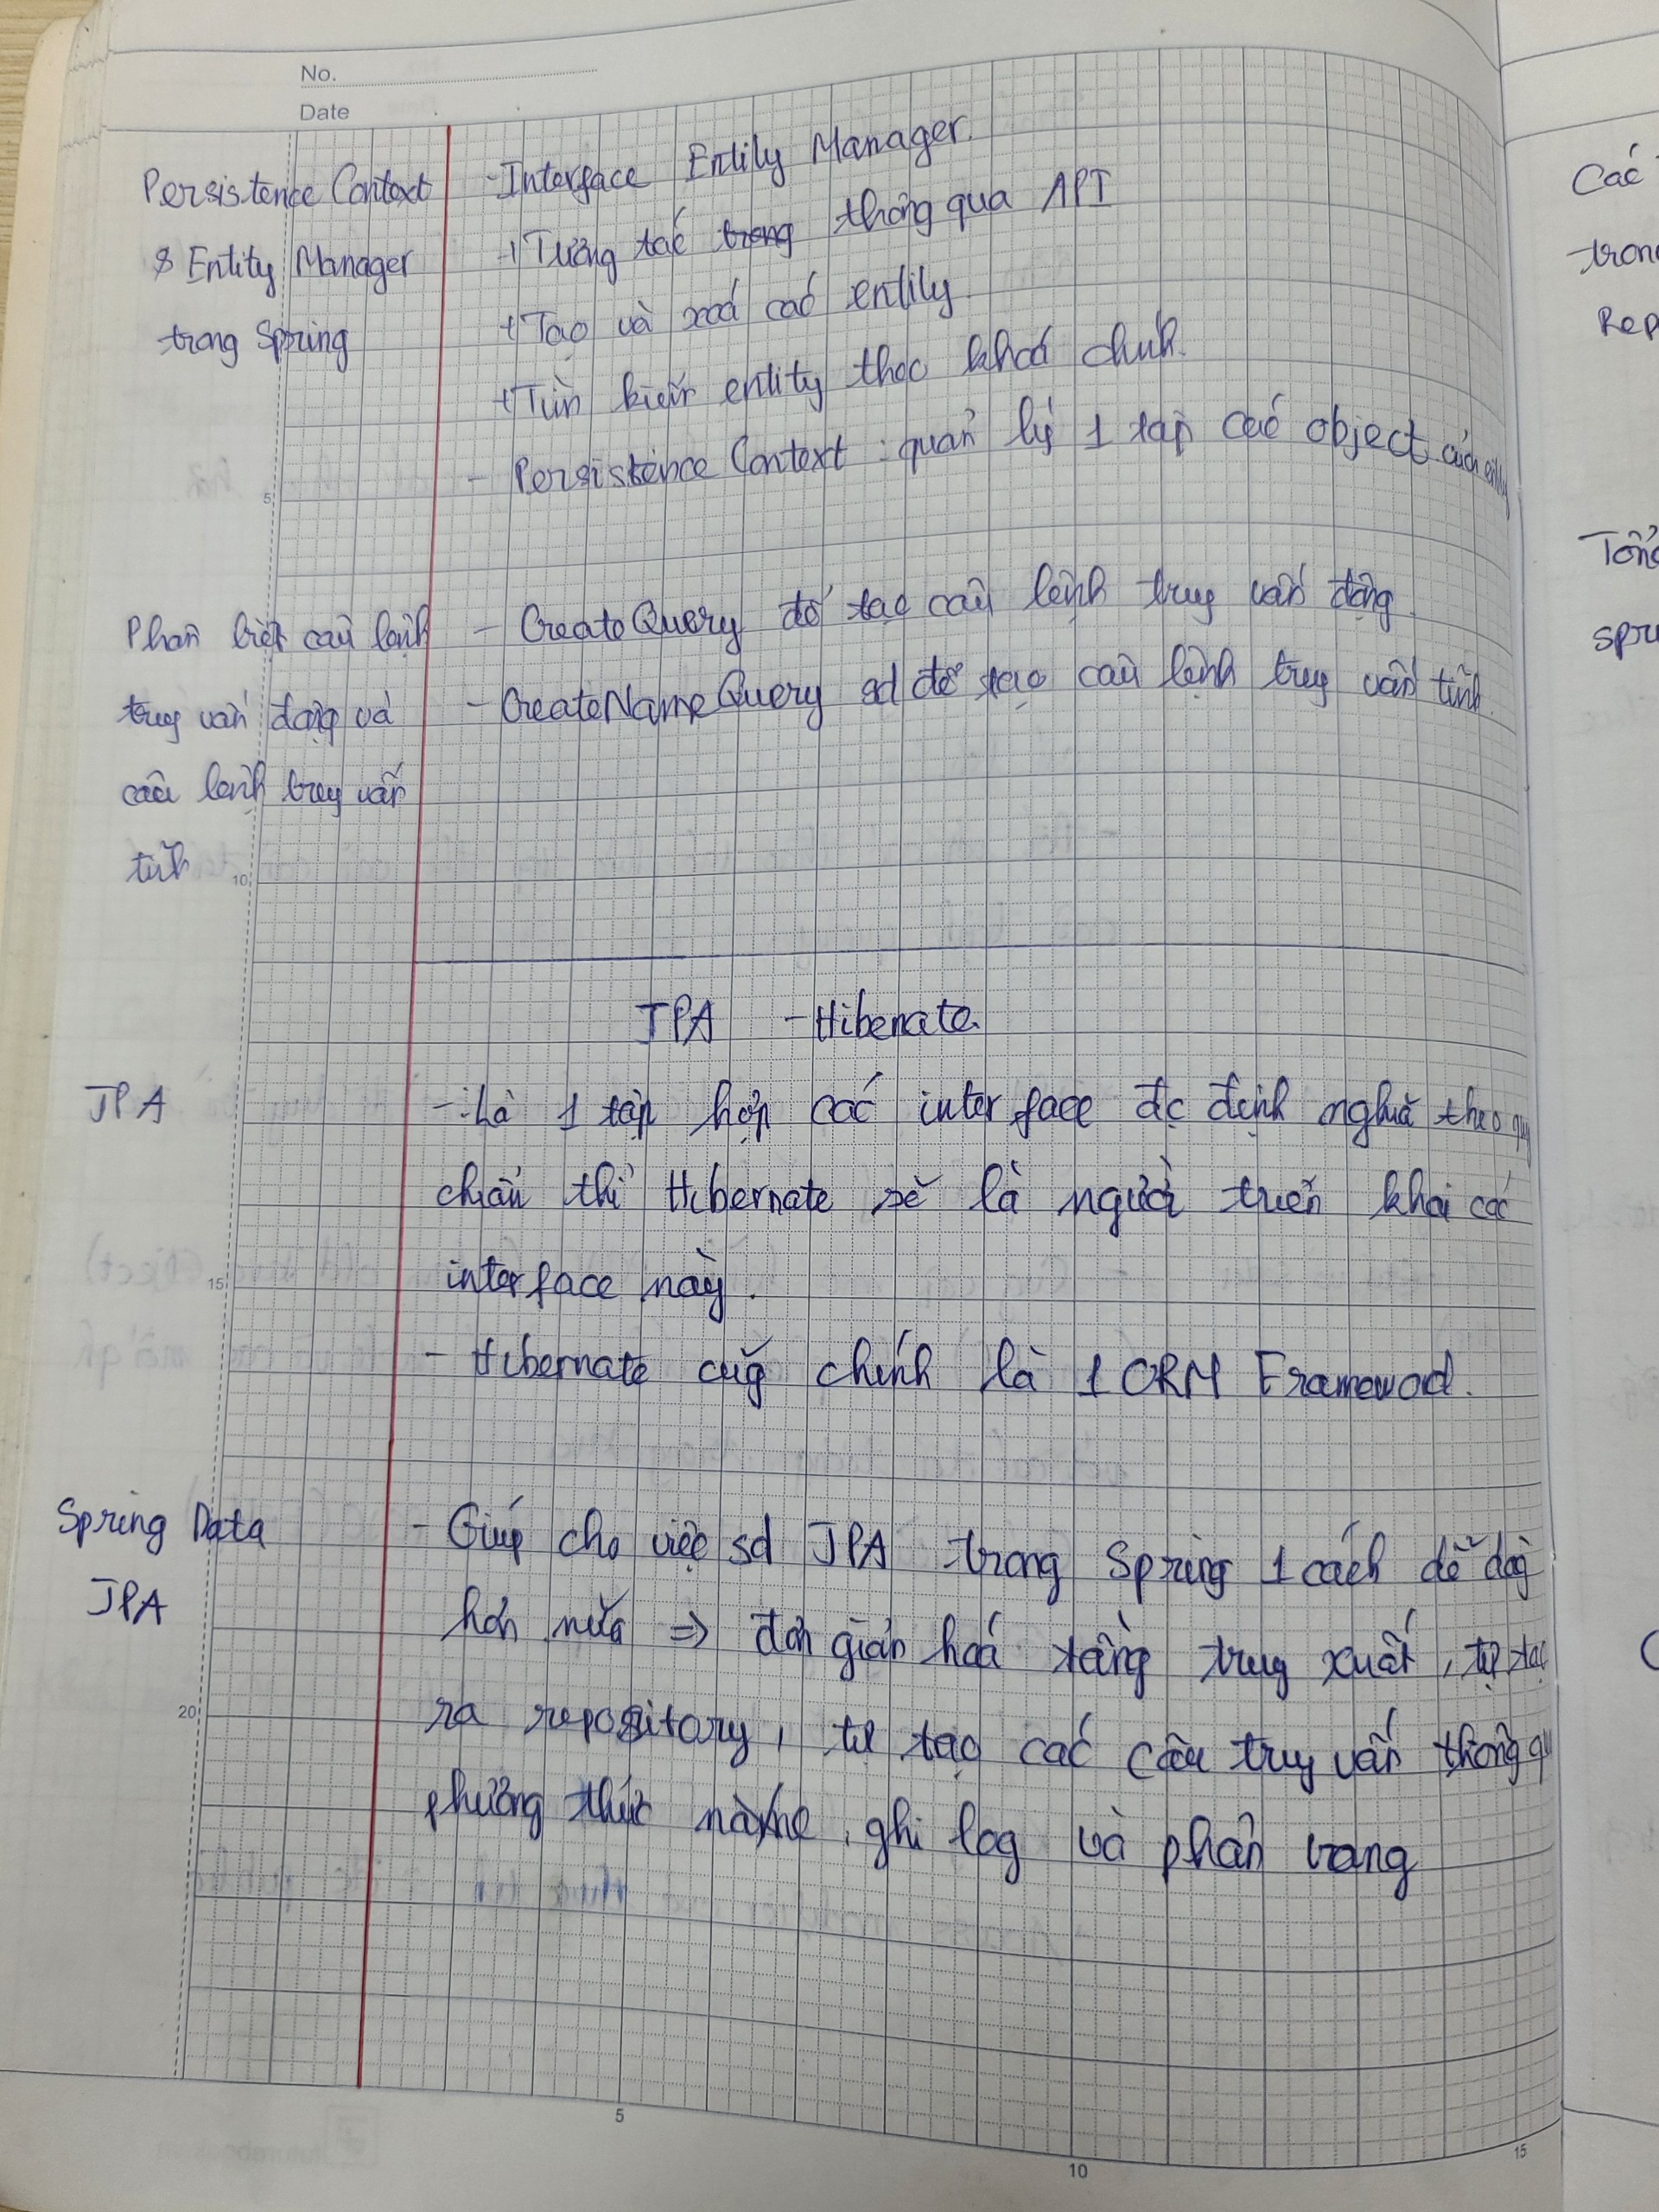 No.
Date
Persistence Context
& Entity Manager
trong Spring
- Interface Entity Manager.
+ Tương tác trong thông qua API
+ Tạo và xoá các entity
+ Tìm kiếm entity theo khoá chính.
- Persistence Context : quản lý 1 tập các object của entity
Phân biệt câu lệnh
truy vấn động và
câu lệnh truy vấn
tĩnh
- CreateQuery để tạo câu lệnh truy vấn động
- CreateNameQuery sd để tạo câu lệnh truy vấn tĩnh.
5
10
JPA - Hibenate.
JPA
- Là 1 tập hợp các interface đc định nghĩa theo quy
chuẩn thì Hibernate sẽ là người triển khai các
interface này.
- Hibernate cũg chính là 1 ORM Framewod.
15
Spring Data
JPA
- Giúp cho việc sd JPA trong Spring 1 cách dễ dàg
hơn nữa => đơn giản hoá tầng truy xuất, tự tạo
ra repository, tự tạo các câu truy vấn thông qu
phương thức name, ghi log và phân trang
20
5
10
15
Các
tron
Rep
Tổng
spri